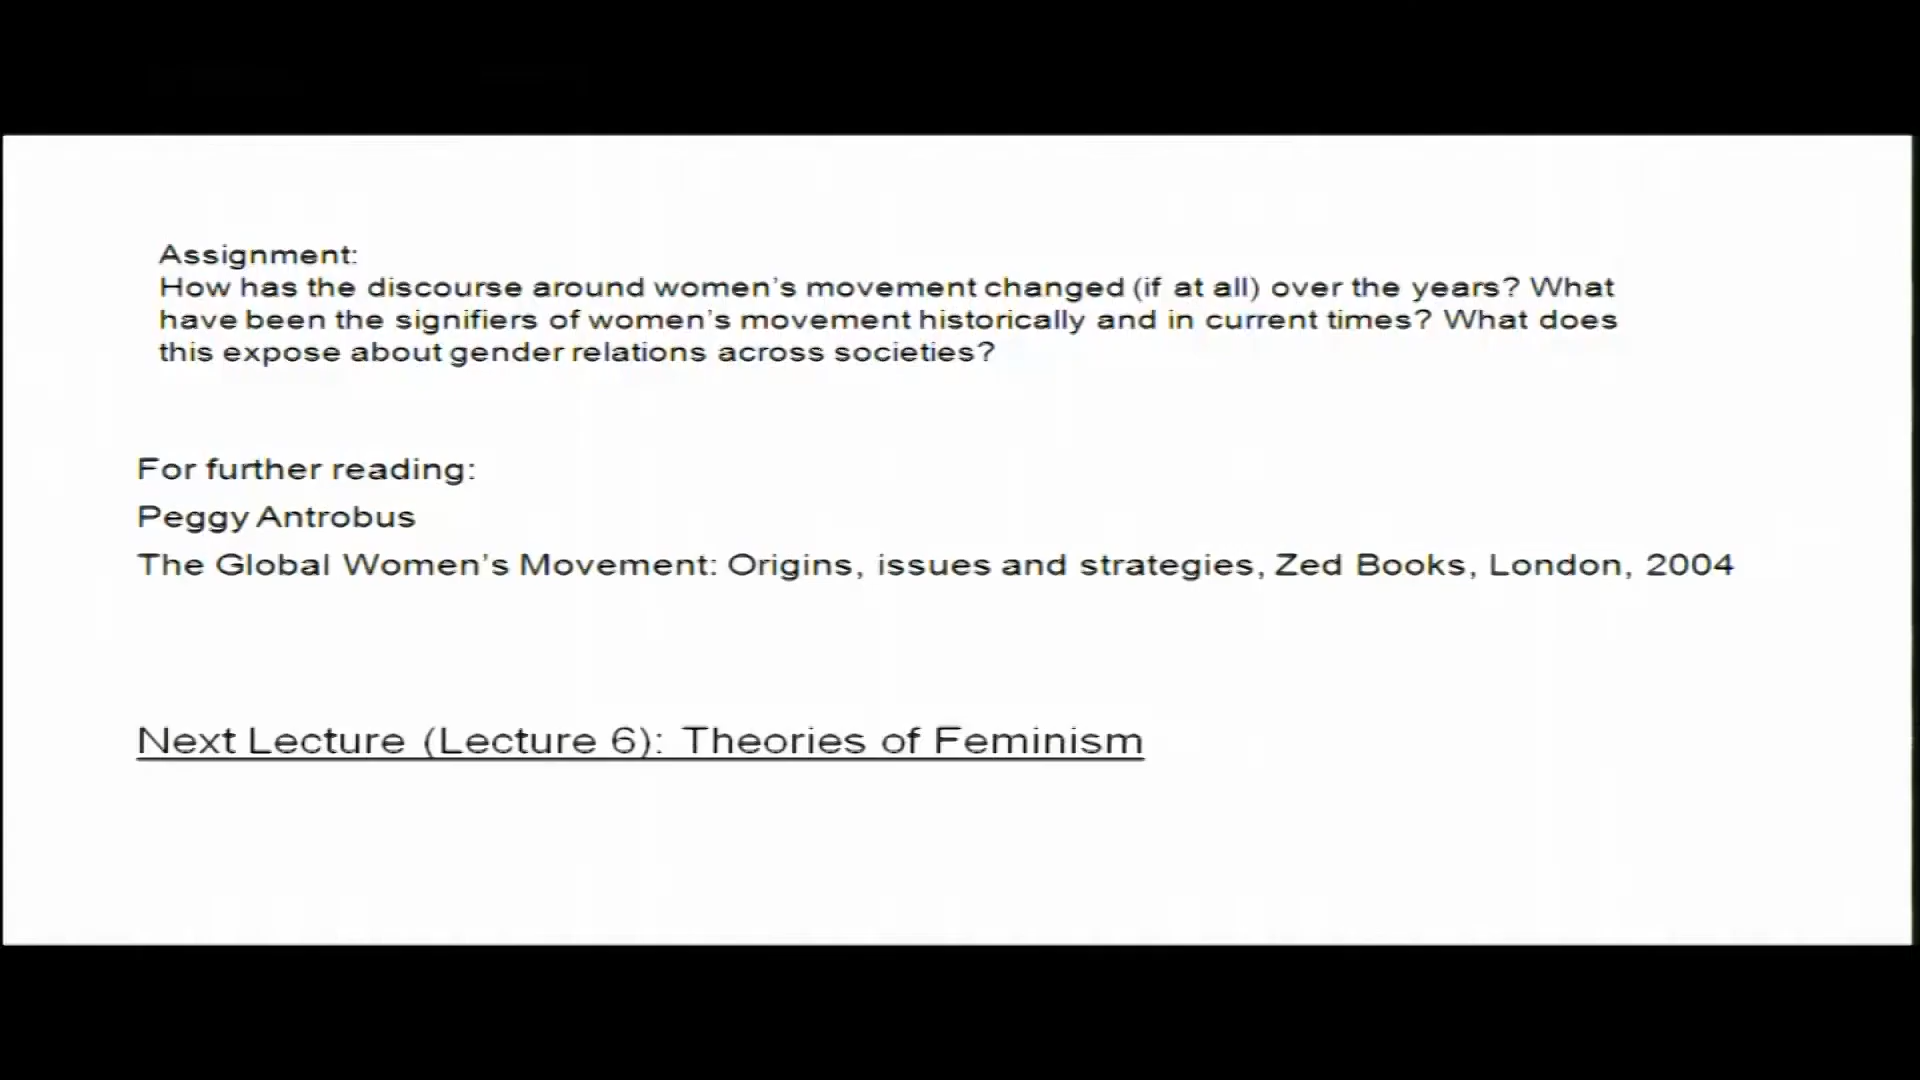 Assignment:
How has the discourse around women's movement changed (if at all) over the years? What
have been the signifiers of women's movement historically and in current times? What does
this expose about gender relations across societies?
For further reading:
Peggy Antrobus
The Global Women's Movement: Origins, issues and strategies, Zed Books, London, 2004
Next Lecture (Lecture 6): Theories of Feminism